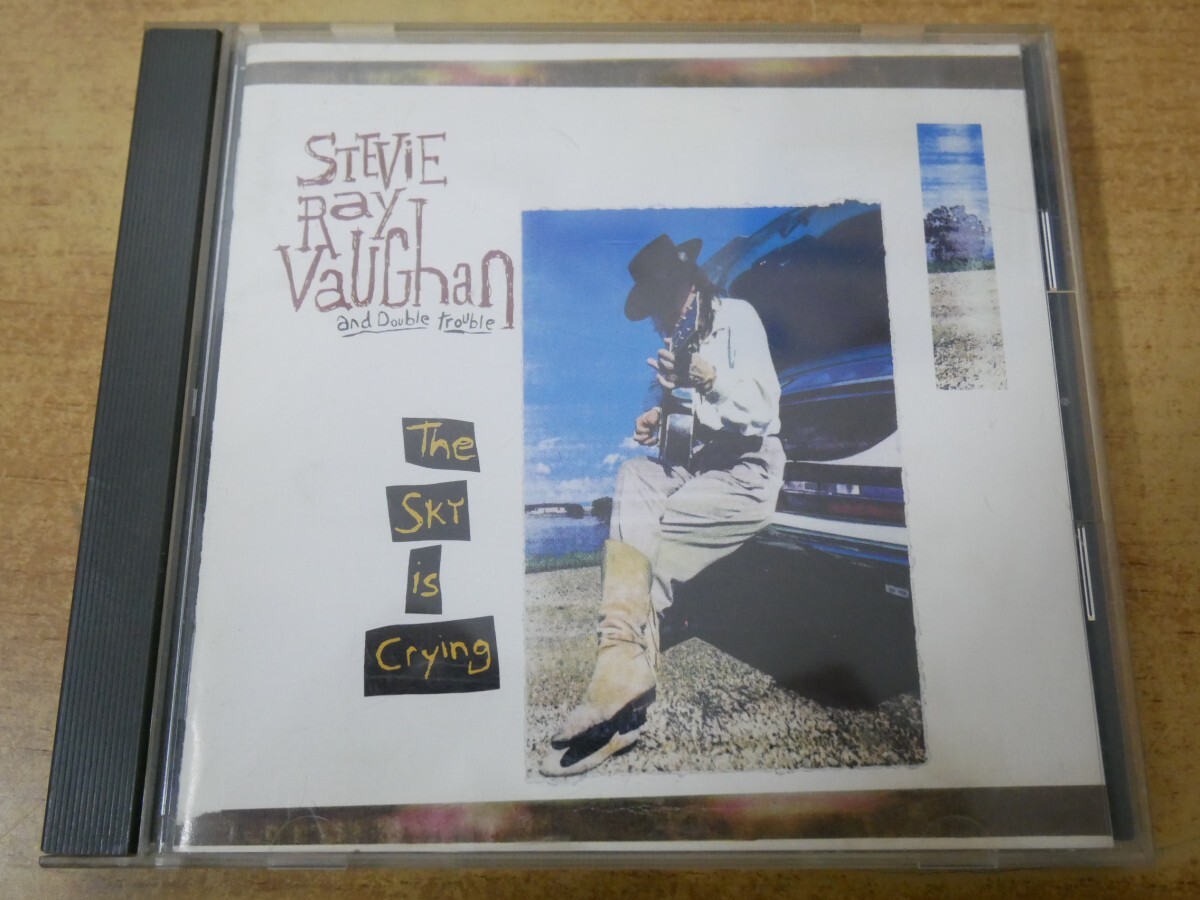 STEViE
Ray
VaUGhan
and Double trouble
The
SKY
is
Crying